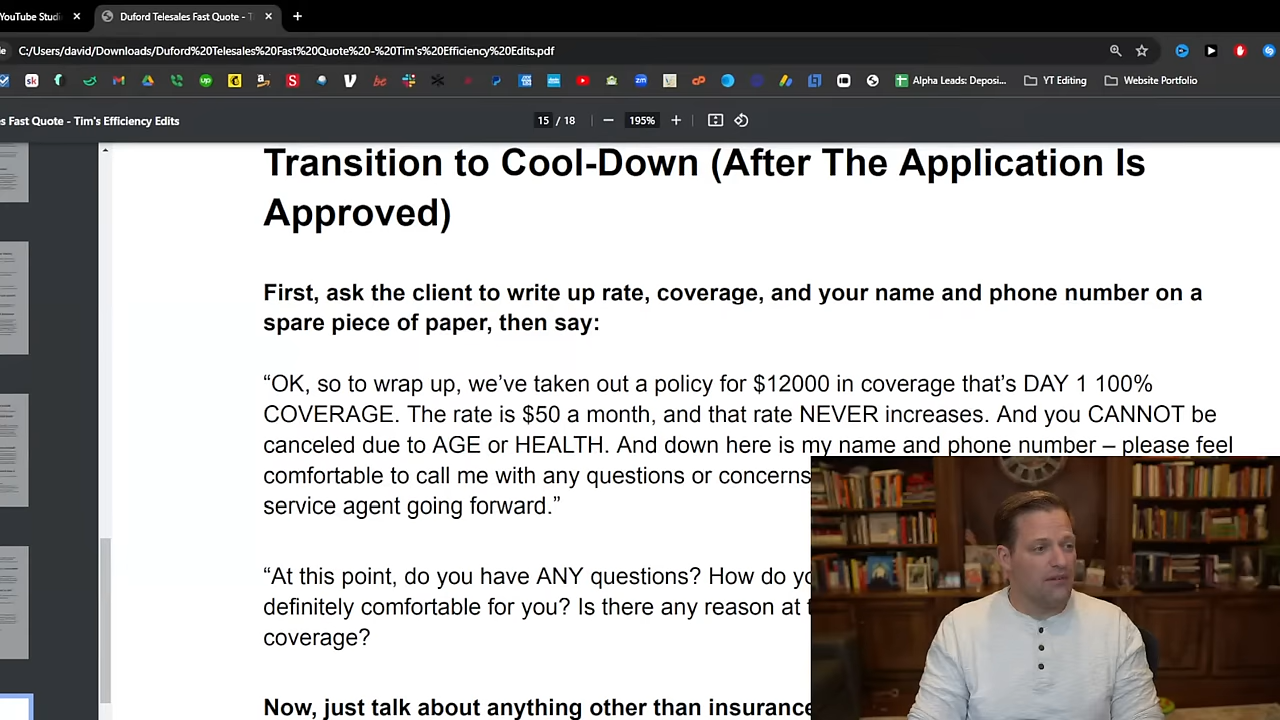 YouTube Studi
Duford Telesales Fast Quote - T
C:/Users/david/Downloads/Duford%20Telesales%20Fast%20Quote%20-%20Tim's%20Efficiency%20Edits.pdf
Alpha Leads: Deposi...
YT Editing
Website Portfolio
s Fast Quote - Tim's Efficiency Edits
15 / 18
195%
Transition to Cool-Down (After The Application Is
Approved)
First, ask the client to write up rate, coverage, and your name and phone number on a
spare piece of paper, then say:
“OK, so to wrap up, we’ve taken out a policy for $12000 in coverage that’s DAY 1 100%
COVERAGE. The rate is $50 a month, and that rate NEVER increases. And you CANNOT be
canceled due to AGE or HEALTH. And down here is my name and phone number – please feel
comfortable to call me with any questions or concerns
service agent going forward.”
“At this point, do you have ANY questions? How do yo
definitely comfortable for you? Is there any reason at t
coverage?
Now, just talk about anything other than insurance